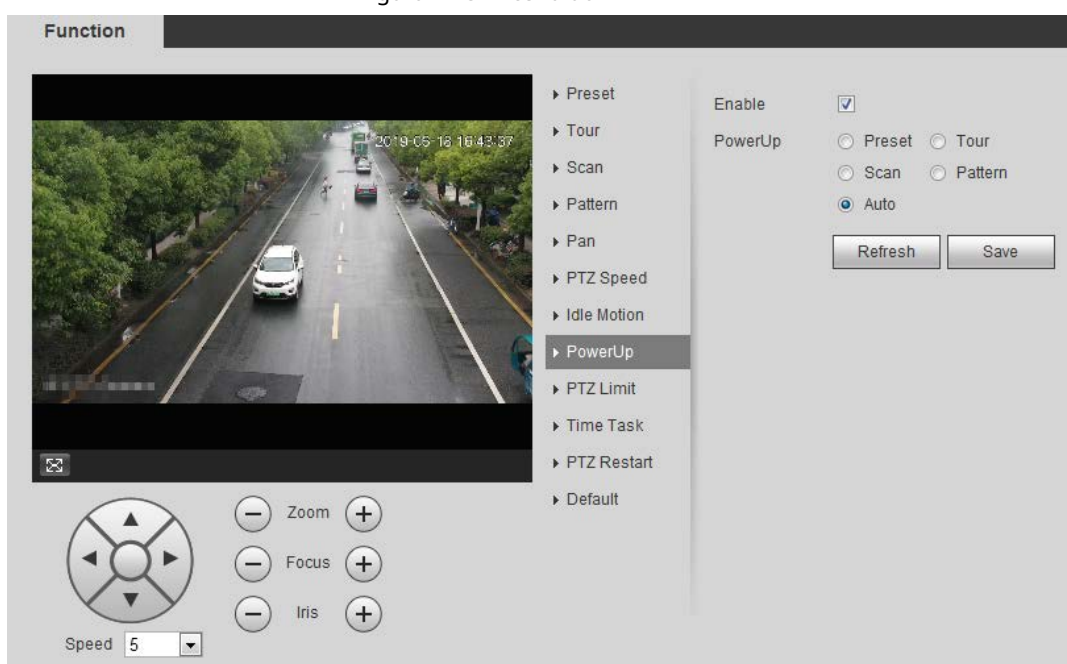 Function
2019-05-18 16:43:37
Preset
Tour
Scan
Pattern
Pan
PTZ Speed
Idle Motion
PowerUp
PTZ Limit
Time Task
PTZ Restart
Default
Enable
PowerUp
Preset Tour
Scan Pattern
Auto
Refresh Save
Zoom
Focus
Iris
Speed 5